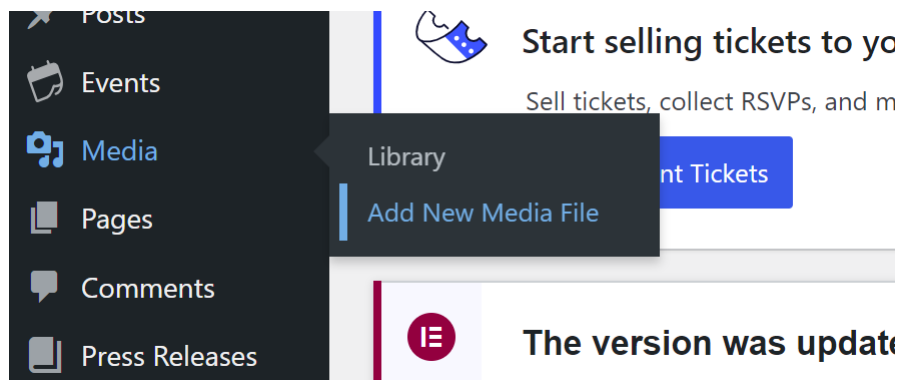 Posts
Events
Media
Pages
Comments
Press Releases
Library
Add New Media File
Start selling tickets to yo
Sell tickets, collect RSVPs, and m
nt Tickets
The version was update